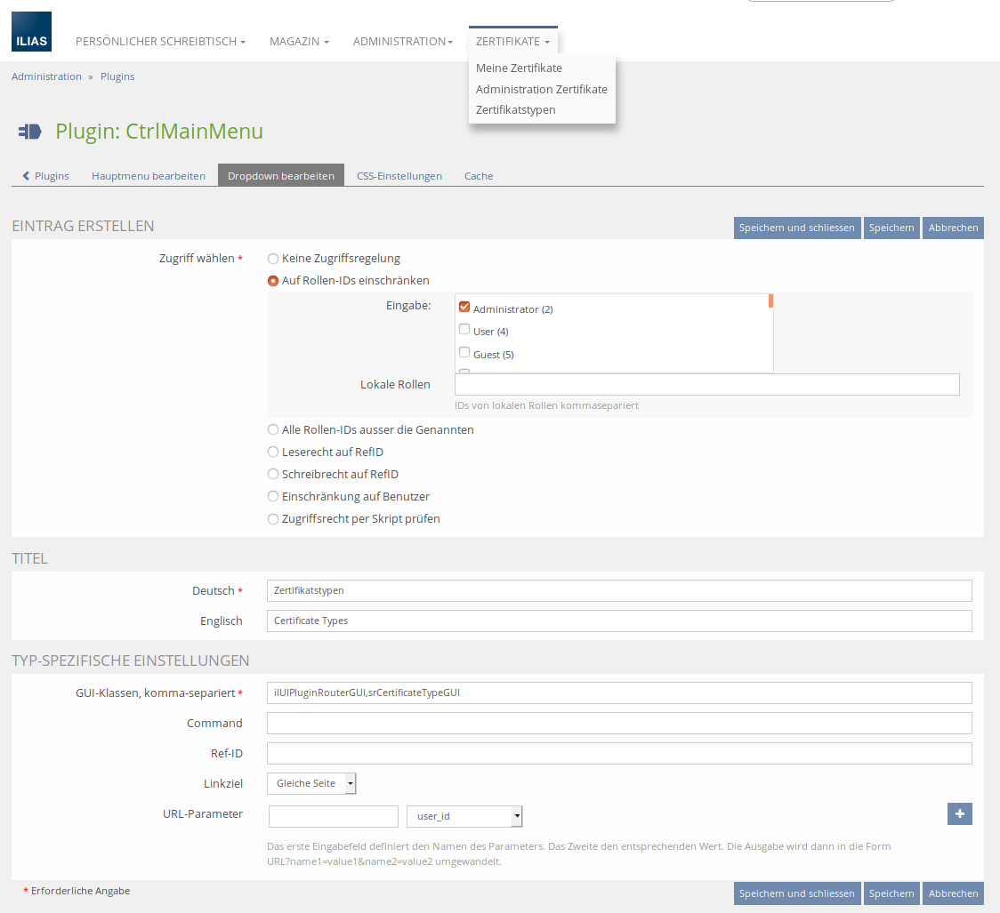 ILIAS
PERSÖNLICHER SCHREIBTISCH MAGAZIN ADMINISTRATION ZERTIFIKATE
Meine Zertifikate
Administration Zertifikate
Zertifikatstypen
Administration » Plugins
Plugin: CtrlMainMenu
Plugins Hauptmenu bearbeiten Dropdown bearbeiten CSS-Einstellungen Cache
EINTRAG ERSTELLEN Speichern und schliessen Speichern Abbrechen
Zugriff wählen * Keine Zugriffsregelung
Auf Rollen-IDs einschränken
Eingabe: Administrator (2)
User (4)
Guest (5)
Lokale Rollen
IDs von lokalen Rollen kommasepariert
Alle Rollen-IDs ausser die Genannten
Leserecht auf RefID
Schreibrecht auf RefID
Einschränkung auf Benutzer
Zugriffsrecht per Skript prüfen
TITEL
Deutsch * Zertifikatstypen
Englisch Certificate Types
TYP-SPEZIFISCHE EINSTELLUNGEN
GUI-Klassen, komma-separiert * ilUIPluginRouterGUI,srCertificateTypeGUI
Command
Ref-ID
Linkziel Gleiche Seite
URL-Parameter user_id
Das erste Eingabefeld definiert den Namen des Parameters. Das Zweite den entsprechenden Wert. Die Ausgabe wird dann in die Form
URL?name1=value1&name2=value2 umgewandelt.
* Erforderliche Angabe Speichern und schliessen Speichern Abbrechen